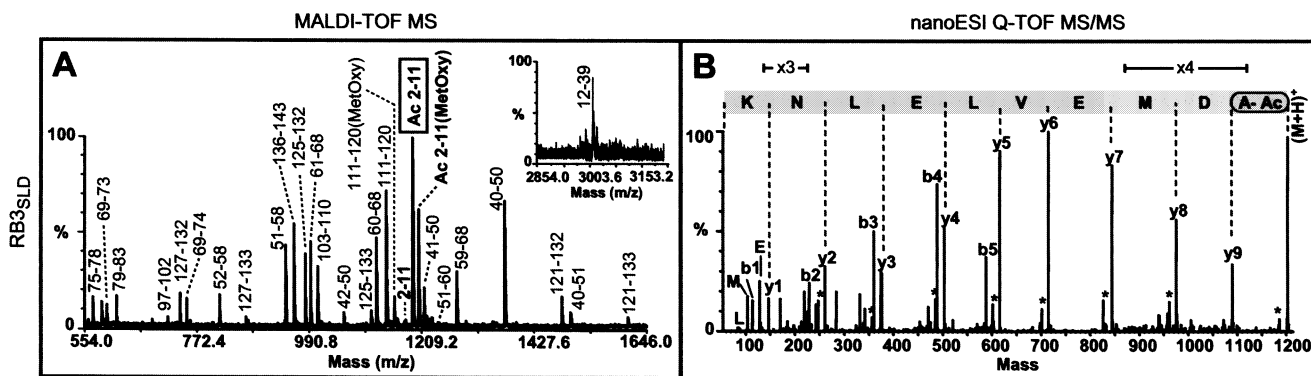 MALDI-TOF MS
nanoESI Q-TOF MS/MS
A
RB3SLD
100
%
0
75-78
69-73
79-83
97-102
127-132
69-74
52-58
127-133
51-58
136-143
125-132
61-68
103-110
42-50
125-133
60-68
111-120
111-120(MetOxy)
2-11
Ac 2-11
Ac 2-11(MetOxy)
41-50
51-60
59-68
40-50
121-132
40-51
121-133
554.0 772.4 990.8 1209.2 1427.6 1646.0
Mass (m/z)
100
%
0
12-39
2854.0 3003.6 3153.2
Mass (m/z)
B
x3
x4
K N L E L V E M D A- Ac
(M+H)+
100
%
0
L
M
b1
E
y1
b2
y2
*
b3
*
y3
b4
*
y4
b5
*
y5
*
y6
*
y7
*
y8
y9
*
100 200 300 400 500 600 700 800 900 1000 1100 1200
Mass